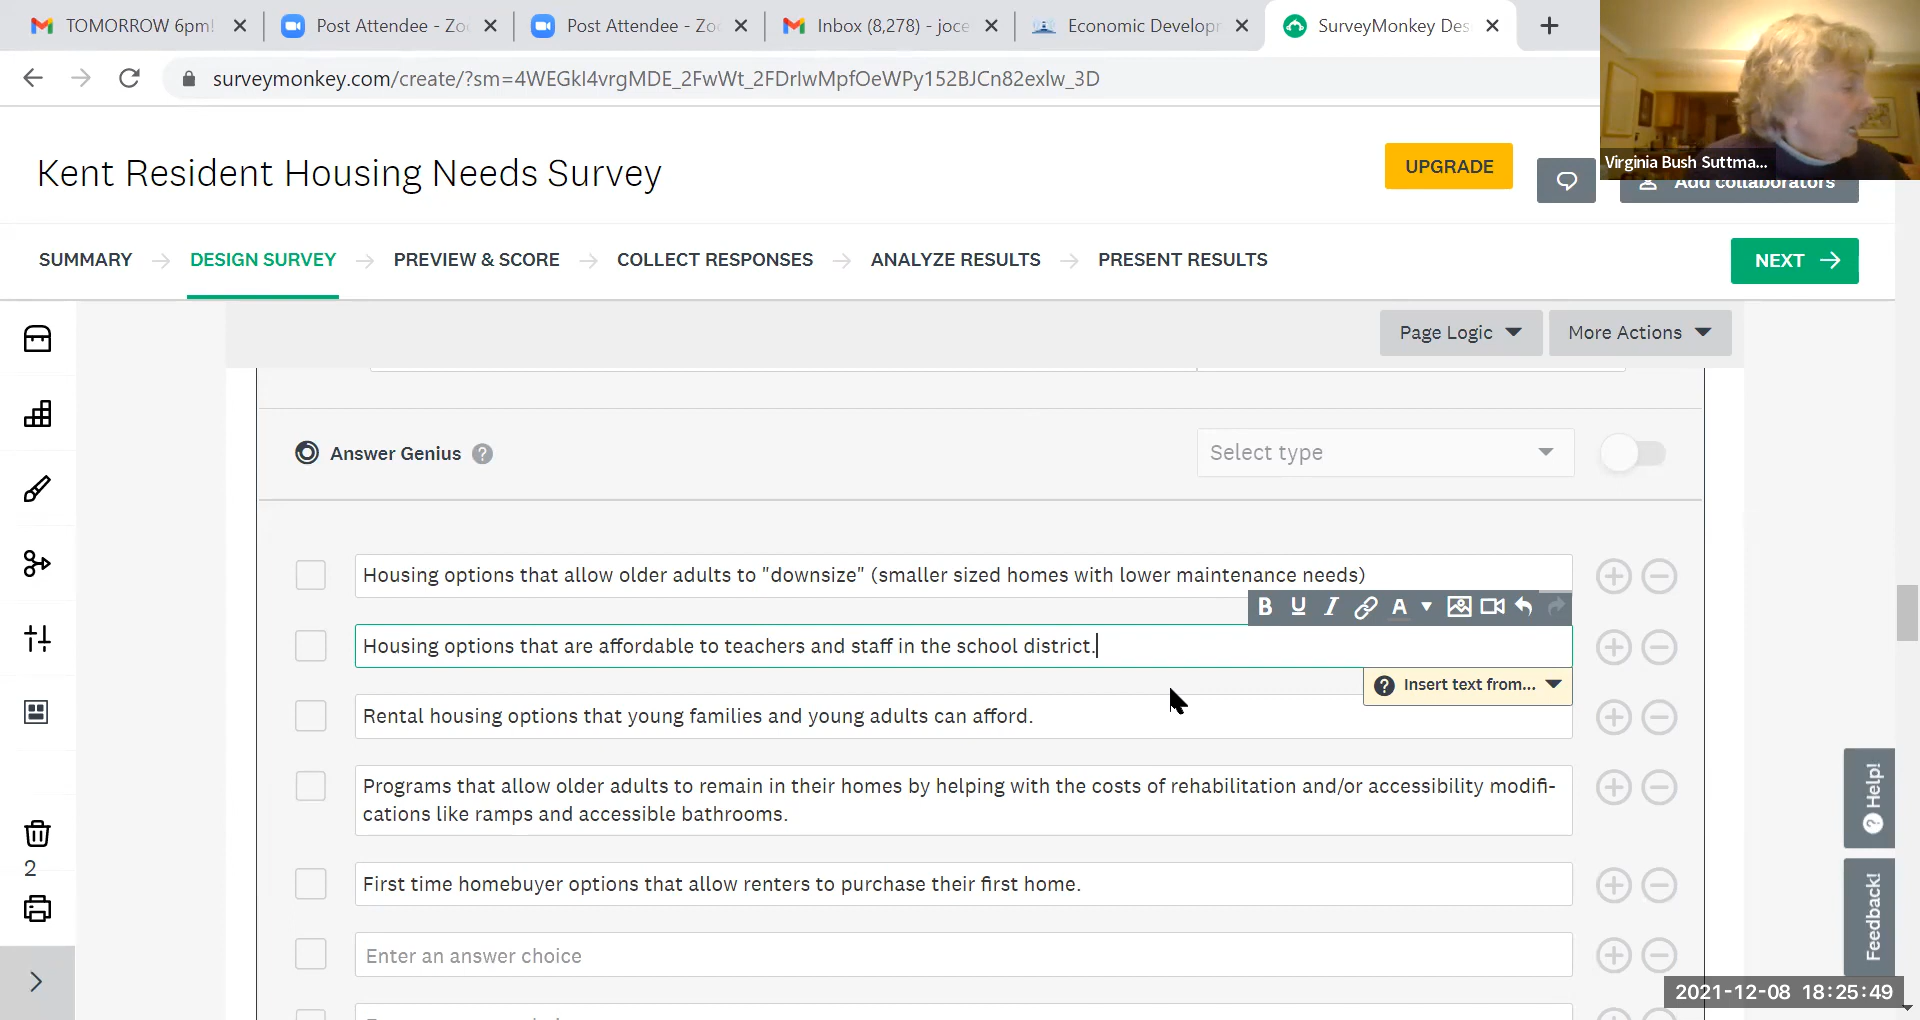 TOMORROW 6pm!
Post Attendee - Zo
Post Attendee - Zo
Inbox (8,278) - joce
Economic Develop
SurveyMonkey Des
surveymonkey.com/create/?sm=4WEGkI4vrgMDE_2FwWt_2FDrIwMpfOeWPy152BJCn82exlw_3D
Virginia Bush Suttma...
Kent Resident Housing Needs Survey
UPGRADE
Add collaborators
SUMMARY
DESIGN SURVEY
PREVIEW & SCORE
COLLECT RESPONSES
ANALYZE RESULTS
PRESENT RESULTS
NEXT
Page Logic
More Actions
Answer Genius ?
Select type
Housing options that allow older adults to "downsize" (smaller sized homes with lower maintenance needs)
B U I A
Housing options that are affordable to teachers and staff in the school district.
? Insert text from...
Rental housing options that young families and young adults can afford.
Programs that allow older adults to remain in their homes by helping with the costs of rehabilitation and/or accessibility modifi-
cations like ramps and accessible bathrooms.
First time homebuyer options that allow renters to purchase their first home.
Enter an answer choice
2
? Help!
Feedback!
2021-12-08 18:25:49